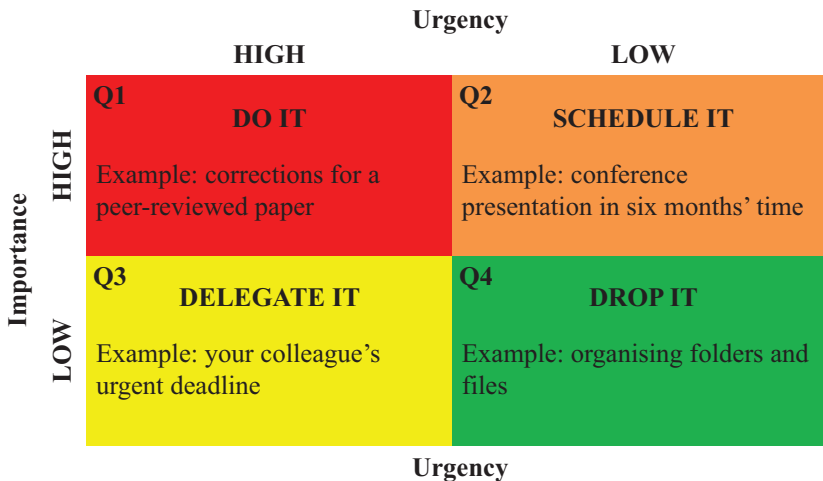 Urgency
HIGH
LOW
Importance
HIGH
Q1
DO IT
Example: corrections for a
peer-reviewed paper
Q2
SCHEDULE IT
Example: conference
presentation in six months’ time
LOW
Q3
DELEGATE IT
Example: your colleague’s
urgent deadline
Q4
DROP IT
Example: organising folders and
files
Urgency